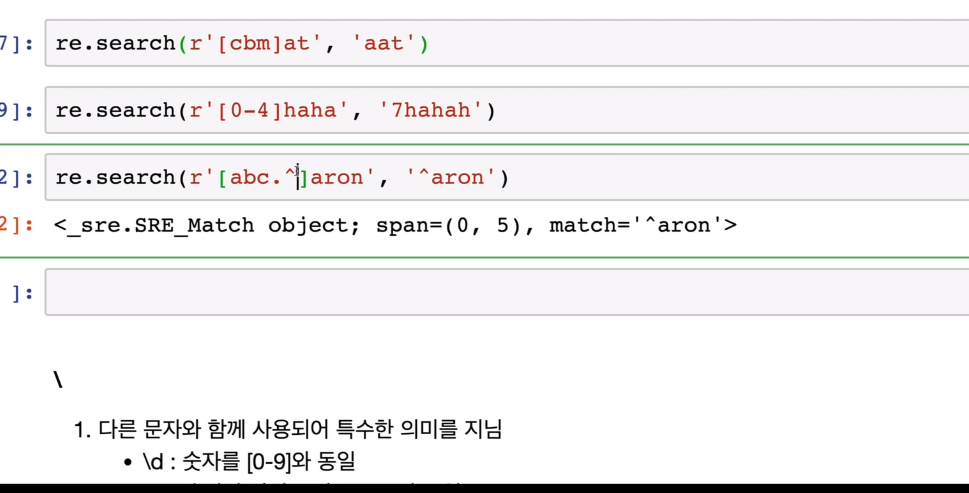 7]: re.search(r'[cbm]at', 'aat')
9]: re.search(r'[0-4]haha', '7hahah')
2]: re.search(r'[abc.^]aron', '^aron')
2]: <_sre.SRE_Match object; span=(0, 5), match='^aron'>
]:
\
1. 다른 문자와 함께 사용되어 특수한 의미를 지님
• \d : 숫자를 [0-9]와 동일